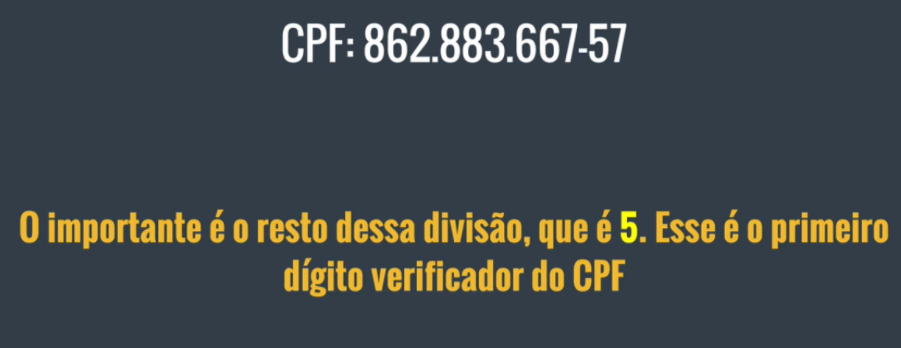 CPF: 862.883.667-57
O importante é o resto dessa divisão, que é 5. Esse é o primeiro
dígito verificador do CPF